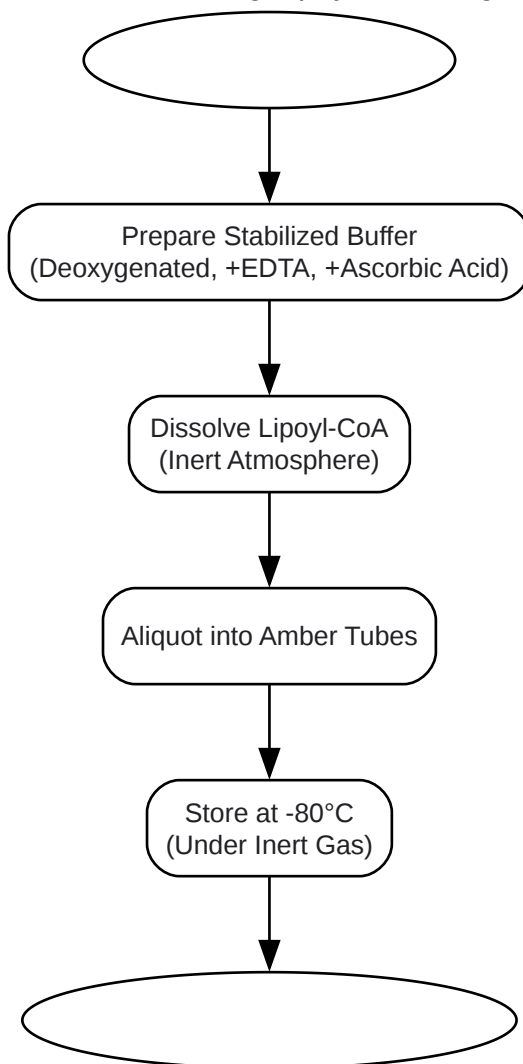 Prepare Stabilized Buffer
(Deoxygenated, +EDTA, +Ascorbic Acid)
Dissolve Lipoyl-CoA
(Inert Atmosphere)
Aliquot into Amber Tubes
Store at -80°C
(Under Inert Gas)